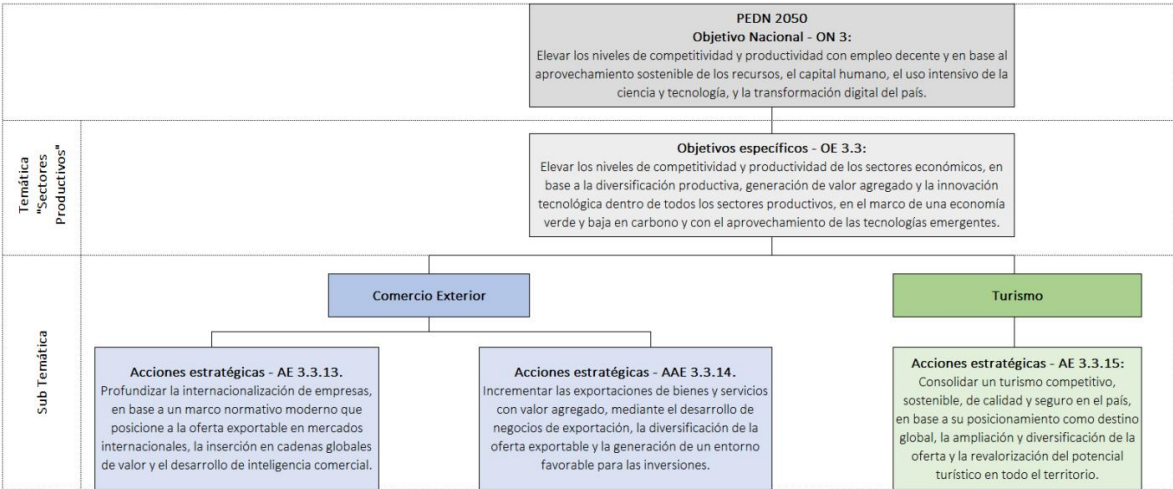 PEDN 2050
Objetivo Nacional - ON 3:
Elevar los niveles de competitividad y productividad con empleo decente y en base al
aprovechamiento sostenible de los recursos, el capital humano, el uso intensivo de la
ciencia y tecnología, y la transformación digital del país.
Temática
"Sectores
Productivos"
Objetivos específicos - OE 3.3:
Elevar los niveles de competitividad y productividad de los sectores económicos, en
base a la diversificación productiva, generación de valor agregado y la innovación
tecnológica dentro de todos los sectores productivos, en el marco de una economía
verde y baja en carbono y con el aprovechamiento de las tecnologías emergentes.
Sub Temática
Comercio Exterior
Turismo
Acciones estratégicas - AE 3.3.13.
Profundizar la internacionalización de empresas,
en base a un marco normativo moderno que
posicione a la oferta exportable en mercados
internacionales, la inserción en cadenas globales
de valor y el desarrollo de inteligencia comercial.
Acciones estratégicas - AAE 3.3.14.
Incrementar las exportaciones de bienes y servicios
con valor agregado, mediante el desarrollo de
negocios de exportación, la diversificación de la
oferta exportable y la generación de un entorno
favorable para las inversiones.
Acciones estratégicas - AE 3.3.15:
Consolidar un turismo competitivo,
sostenible, de calidad y seguro en el país,
en base a su posicionamiento como destino
global, la ampliación y diversificación de la
oferta y la revalorización del potencial
turístico en todo el territorio.